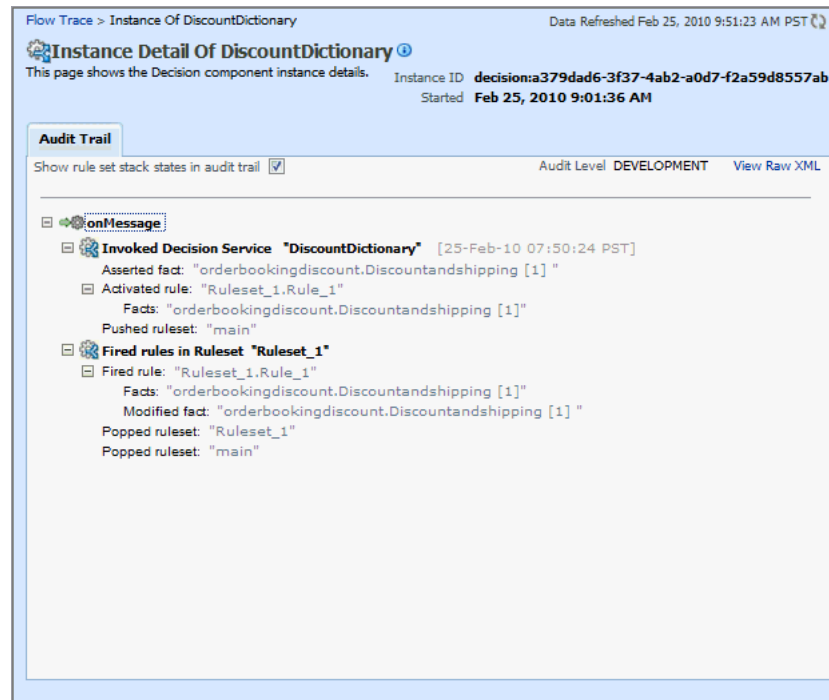 Flow Trace > Instance Of DiscountDictionary
Data Refreshed Feb 25, 2010 9:51:23 AM PST
Instance Detail Of DiscountDictionary
This page shows the Decision component instance details.
Instance ID decision:a379dad6-3f37-4ab2-a0d7-f2a59d8557ab
Started Feb 25, 2010 9:01:36 AM
Audit Trail
Show rule set stack states in audit trail
Audit Level DEVELOPMENT View Raw XML
onMessage
Invoked Decision Service "DiscountDictionary" [25-Feb-10 07:50:24 PST]
Asserted fact: "orderbookingdiscount.Discountandshipping [1] "
Activated rule: "Ruleset_1.Rule_1"
Facts: "orderbookingdiscount.Discountandshipping [1]"
Pushed ruleset: "main"
Fired rules in Ruleset "Ruleset_1"
Fired rule: "Ruleset_1.Rule_1"
Facts: "orderbookingdiscount.Discountandshipping [1]"
Modified fact: "orderbookingdiscount.Discountandshipping [1] "
Popped ruleset: "Ruleset_1"
Popped ruleset: "main"